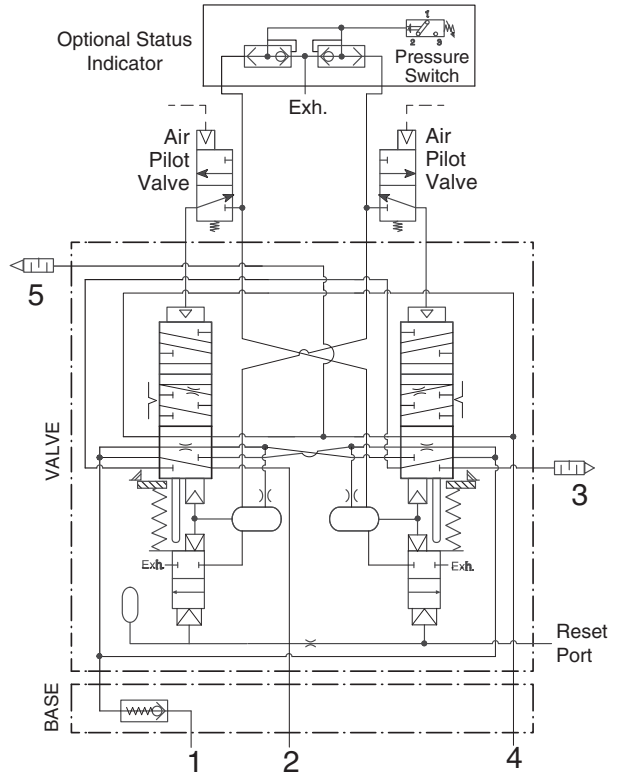 Optional Status
Indicator
1
2 3
Pressure
Switch
Exh.
Air
Pilot
Valve
Air
Pilot
Valve
5
VALVE
3
Exh.
Exh.
Reset
Port
BASE
1
2
4